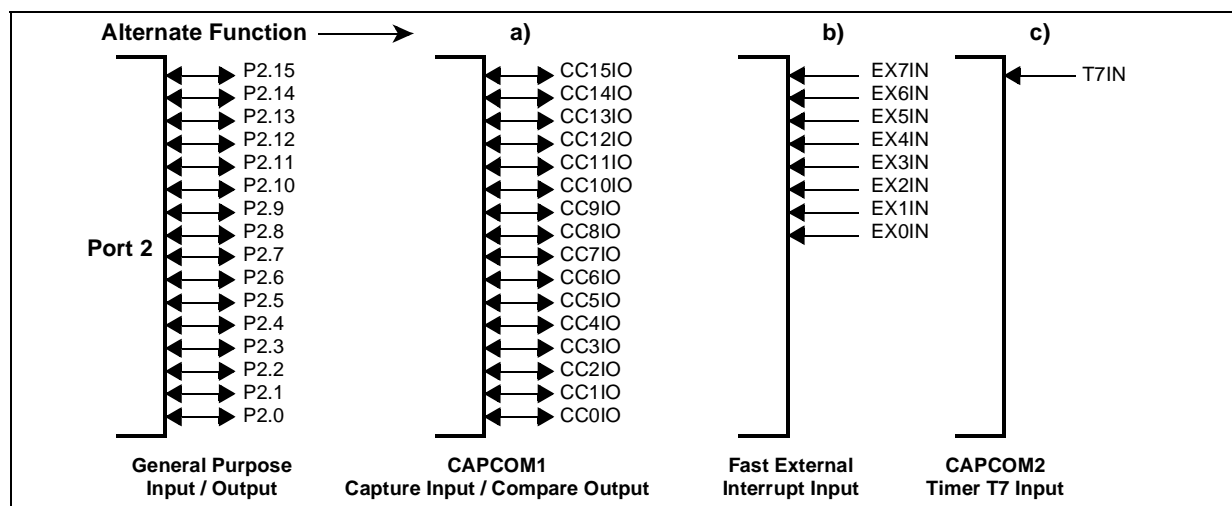 Alternate Function a) b) c)
P2.15 CC15IO EX7IN T7IN
P2.14 CC14IO EX6IN
P2.13 CC13IO EX5IN
P2.12 CC12IO EX4IN
P2.11 CC11IO EX3IN
P2.10 CC10IO EX2IN
P2.9 CC9IO EX1IN
P2.8 CC8IO EX0IN
Port 2
P2.7 CC7IO
P2.6 CC6IO
P2.5 CC5IO
P2.4 CC4IO
P2.3 CC3IO
P2.2 CC2IO
P2.1 CC1IO
P2.0 CC0IO
General Purpose CAPCOM1 Fast External CAPCOM2
Input / Output Capture Input / Compare Output Interrupt Input Timer T7 Input